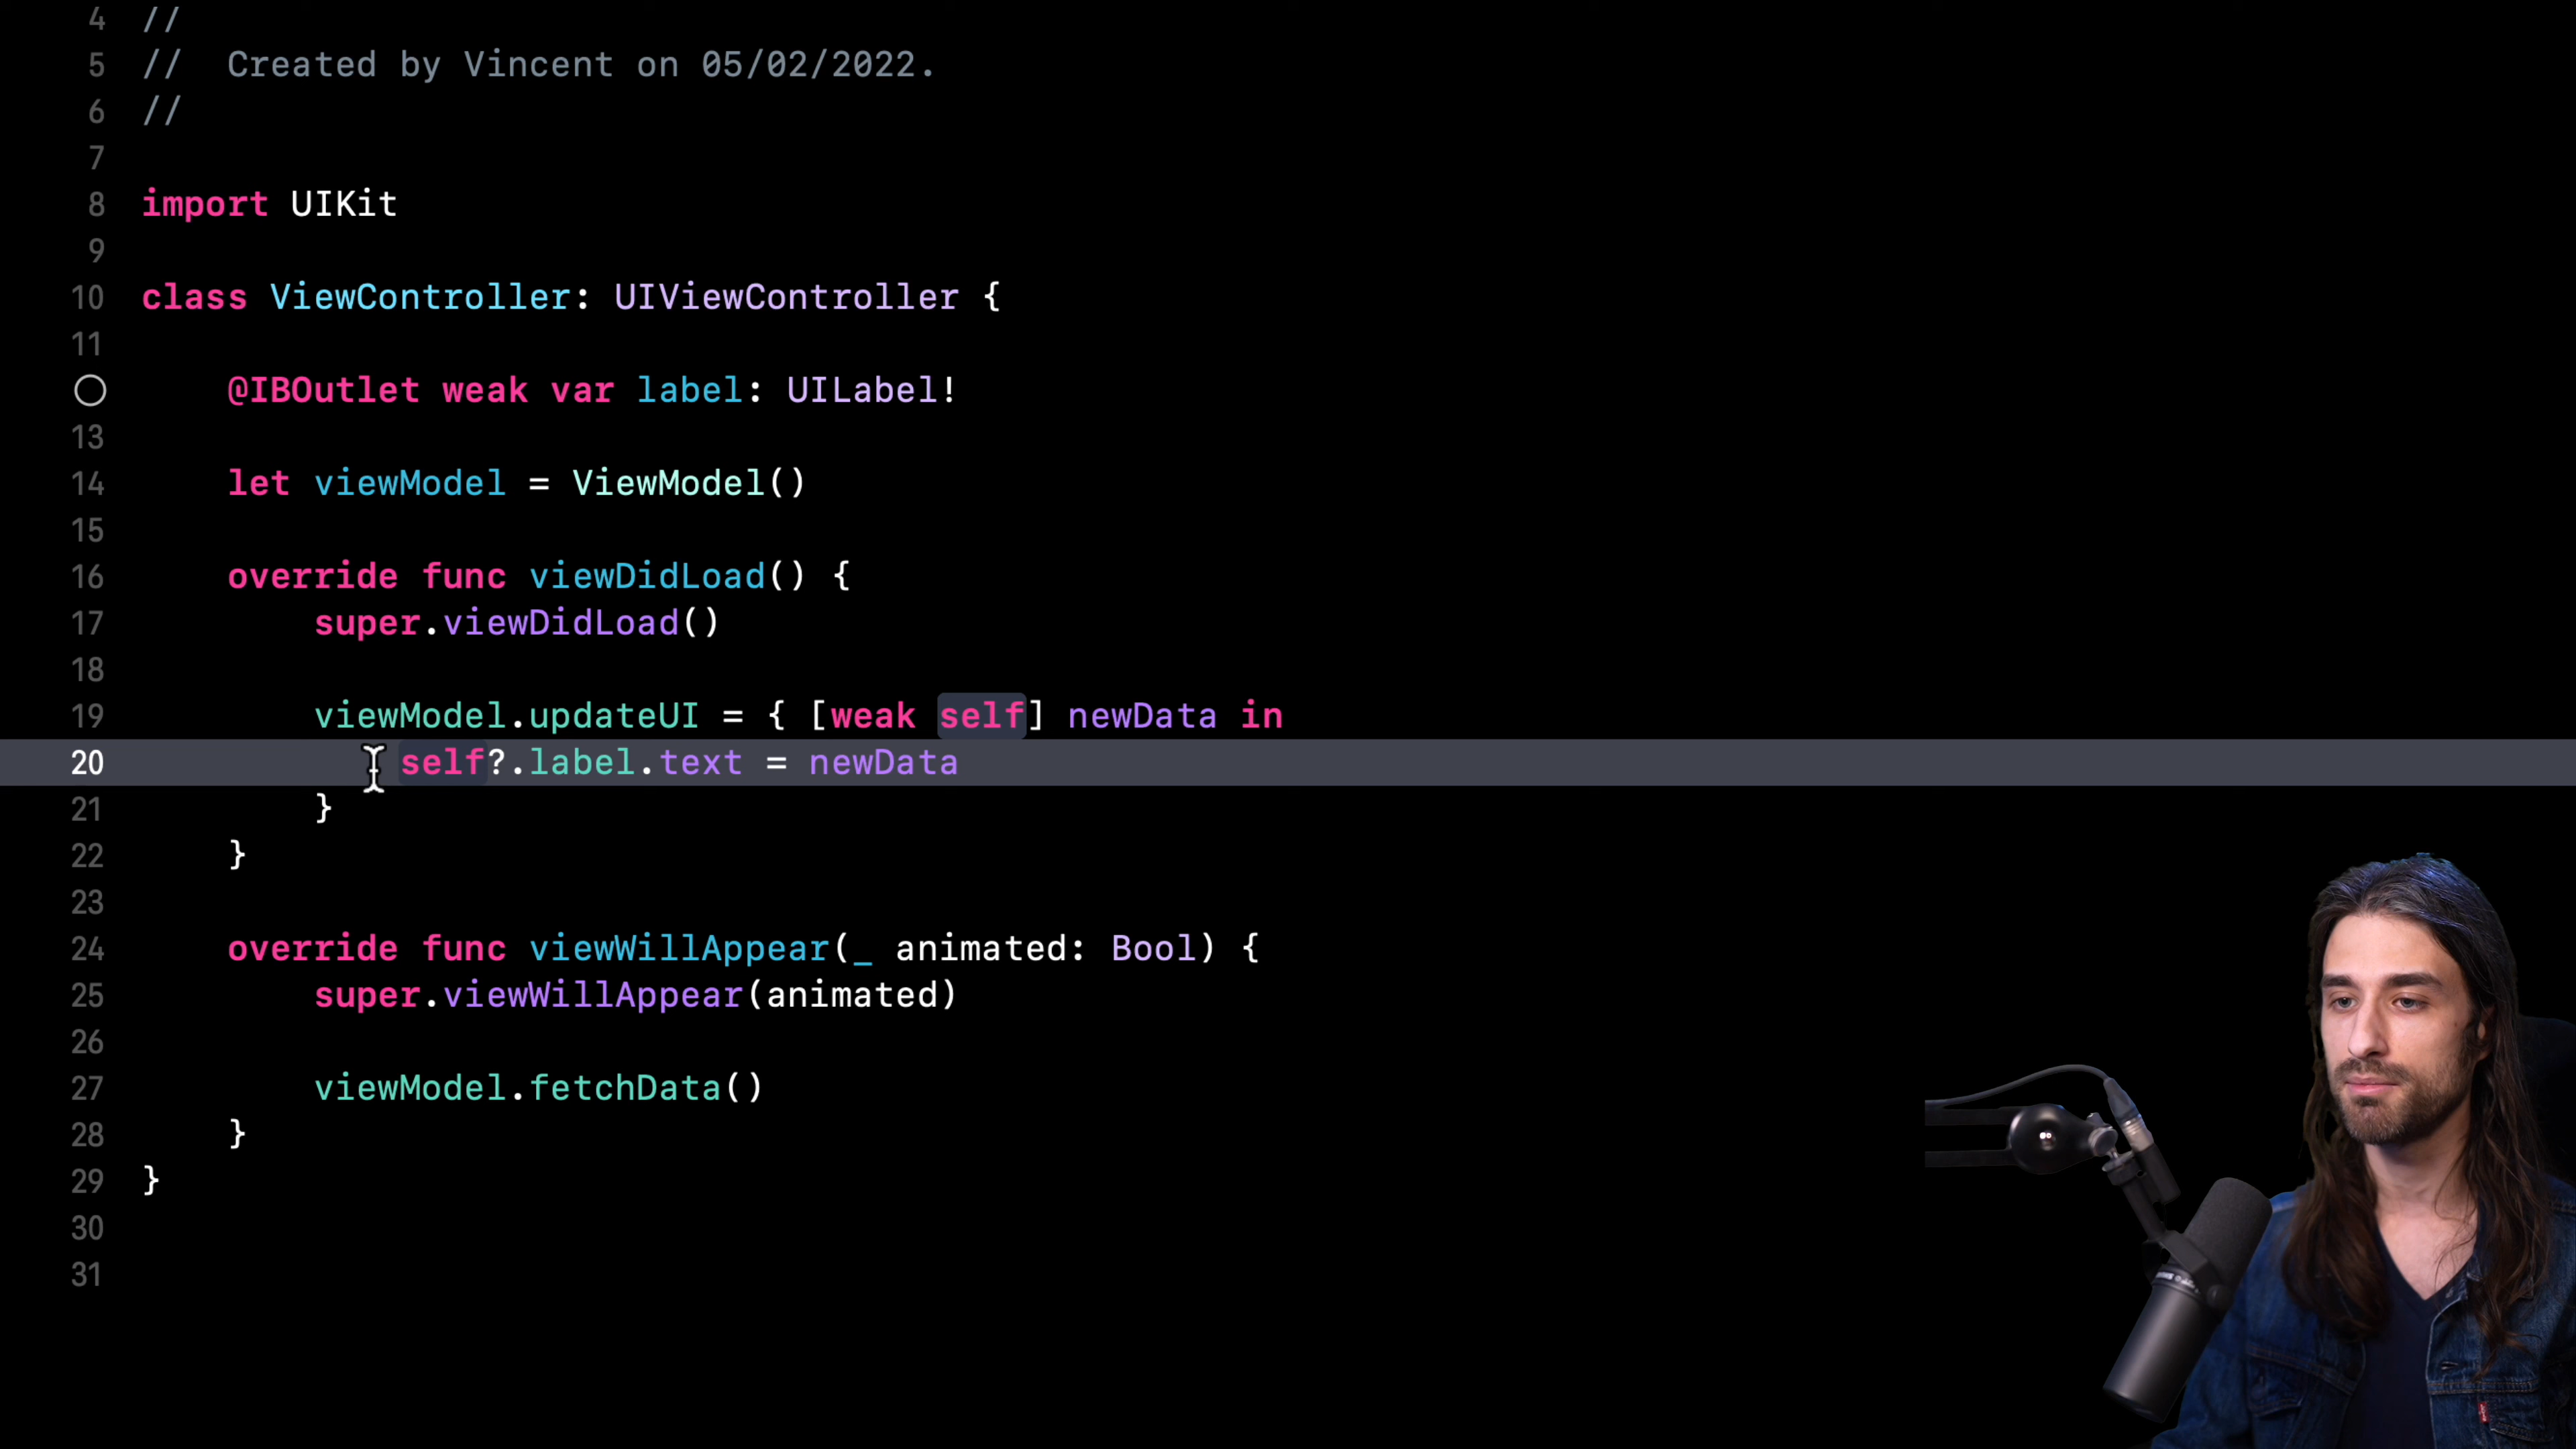 4 //
5 //  Created by Vincent on 05/02/2022.
6 //
7
8 import UIKit
9
10 class ViewController: UIViewController {
11
@IBOutlet weak var label: UILabel!
13
14 let viewModel = ViewModel()
15
16 override func viewDidLoad() {
17 super.viewDidLoad()
18
19 viewModel.updateUI = { [weak self] newData in
20 self?.label.text = newData
21 }
22 }
23
24 override func viewWillAppear(_ animated: Bool) {
25 super.viewWillAppear(animated)
26
27 viewModel.fetchData()
28 }
29 }
30
31